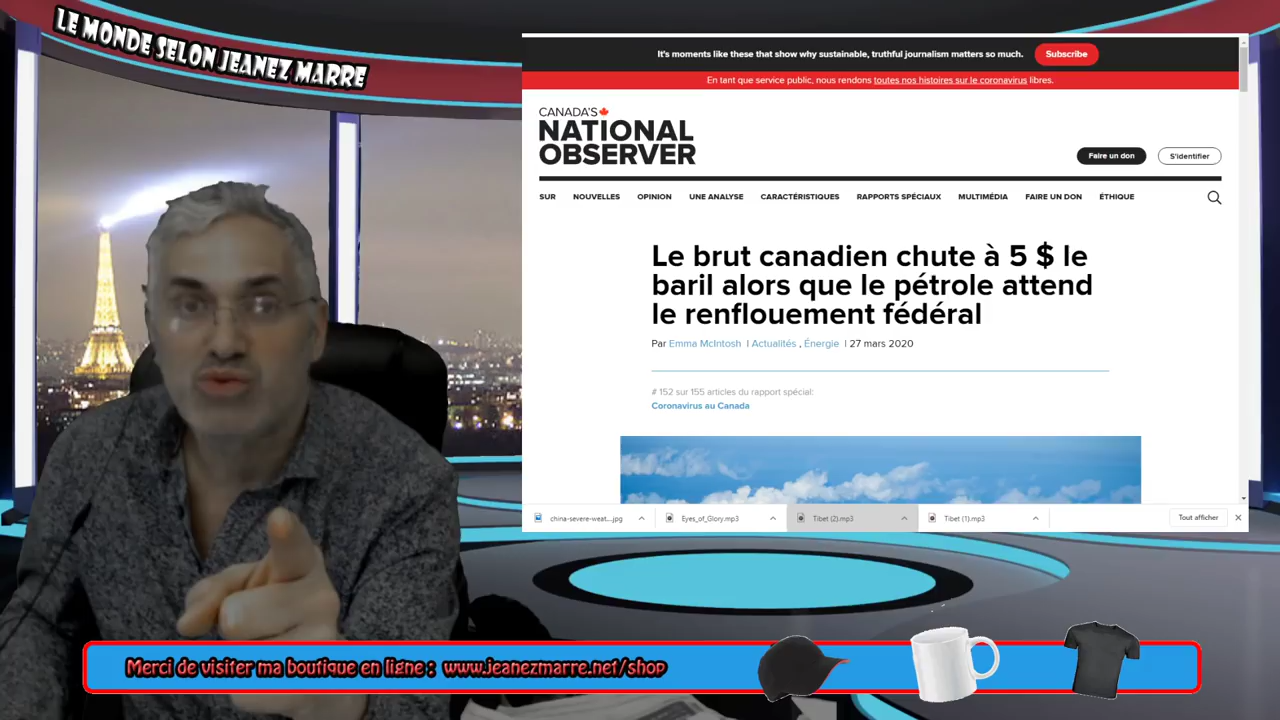 LE MONDE SELON JEANEZ MARRE
It's moments like these that show why sustainable, truthful journalism matters so much. Subscribe
En tant que service public, nous rendons toutes nos histoires sur le coronavirus libres.
CANADA'S
NATIONAL
OBSERVER
Faire un don S'identifier
SUR NOUVELLES OPINION UNE ANALYSE CARACTÉRISTIQUES RAPPORTS SPÉCIAUX MULTIMÉDIA FAIRE UN DON ÉTHIQUE
Le brut canadien chute à 5 $ le
baril alors que le pétrole attend
le renflouement fédéral
Par Emma McIntosh | Actualités , Énergie | 27 mars 2020
# 152 sur 155 articles du rapport spécial:
Coronavirus au Canada
china-severe-weat....jpg Eyes_of_Glory.mp3 Tibet (2).mp3 Tibet (1).mp3 Tout afficher
Merci de visiter ma boutique en ligne : www.jeanezmarre.net/shop